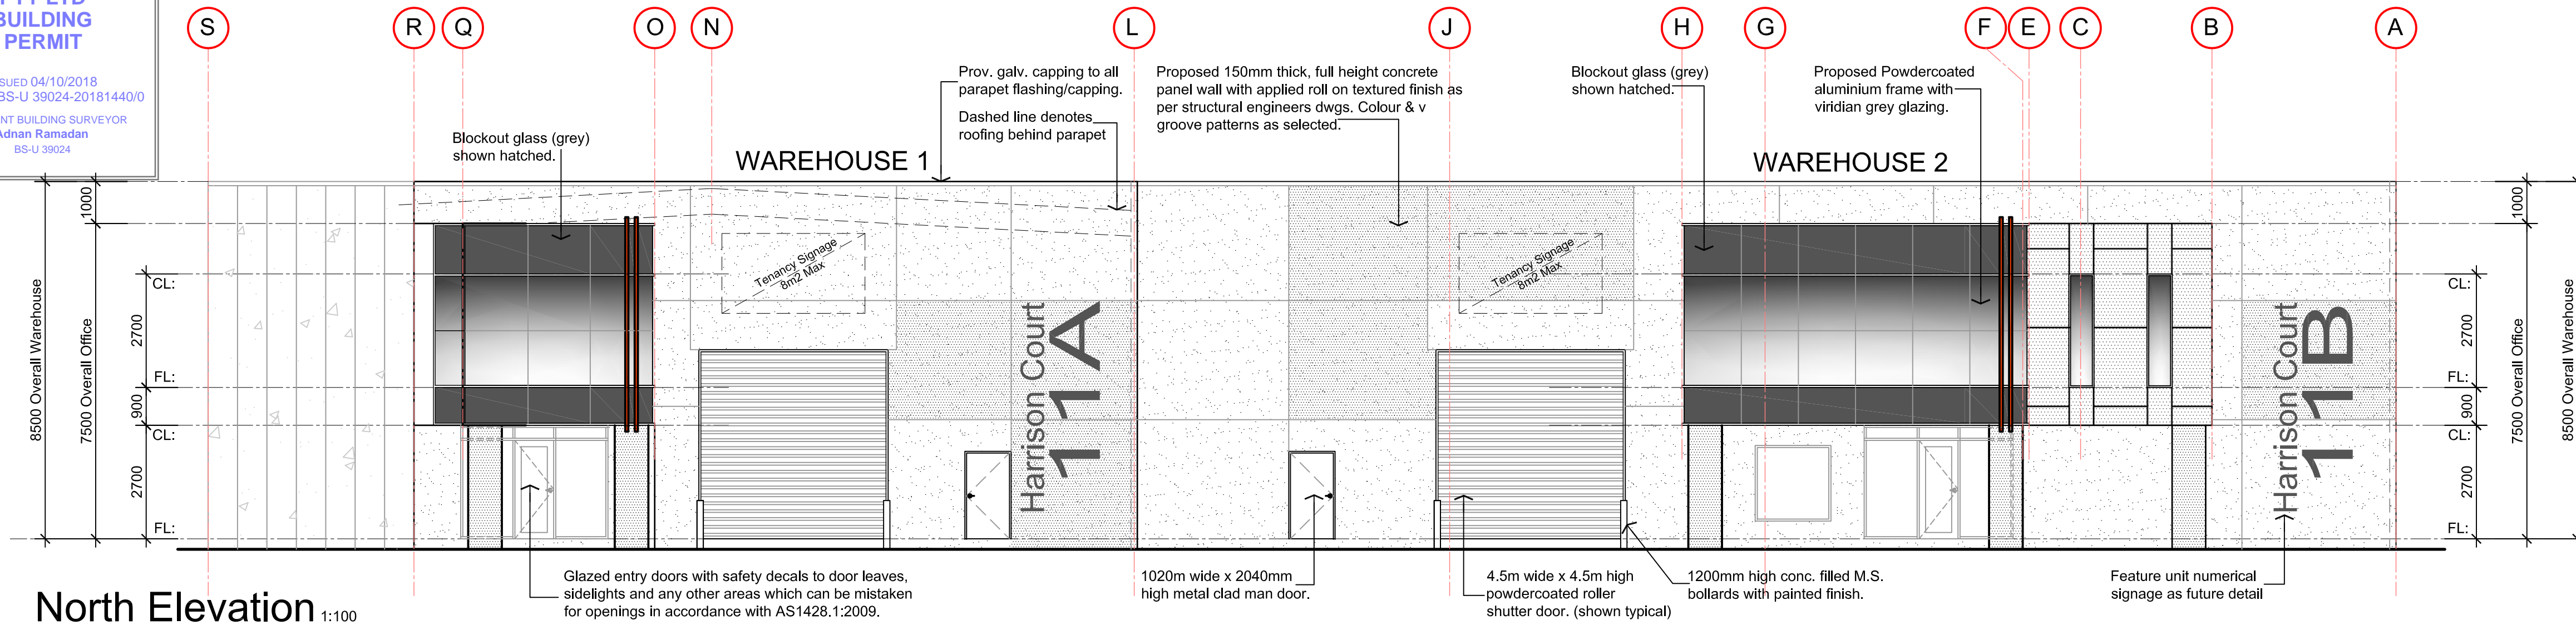 BUILDING
PERMIT
04/10/2018
BS-U 39024-20181440/0
BUILDING SURVEYOR
Adnan Ramadan
BS-U 39024
S
R
Q
O
N
L
J
H
G
F
E
C
B
A
Blockout glass (grey)
shown hatched.
WAREHOUSE 1
Prov. galv. capping to all
parapet flashing/capping.
Dashed line denotes
roofing behind parapet
Proposed 150mm thick, full height concrete
panel wall with applied roll on textured finish as
per structural engineers dwgs. Colour & v
groove patterns as selected.
Blockout glass (grey)
shown hatched.
WAREHOUSE 2
Proposed Powdercoated
aluminium frame with
viridian grey glazing.
8500 Overall Warehouse
1000
7500 Overall Office
CL:
2700
FL:
900
CL:
2700
FL:
Tenancy Signage
8m2 Max
Harrison Court
11A
Tenancy Signage
8m2 Max
Harrison Court
11B
CL:
2700
FL:
900
CL:
2700
FL:
1000
7500 Overall Office
8500 Overall Warehouse
North Elevation 1:100
Glazed entry doors with safety decals to door leaves,
sidelights and any other areas which can be mistaken
for openings in accordance with AS1428.1:2009.
1020m wide x 2040mm
high metal clad man door.
4.5m wide x 4.5m high
powdercoated roller
shutter door. (shown typical)
1200mm high conc. filled M.S.
bollards with painted finish.
Feature unit numerical
signage as future detail